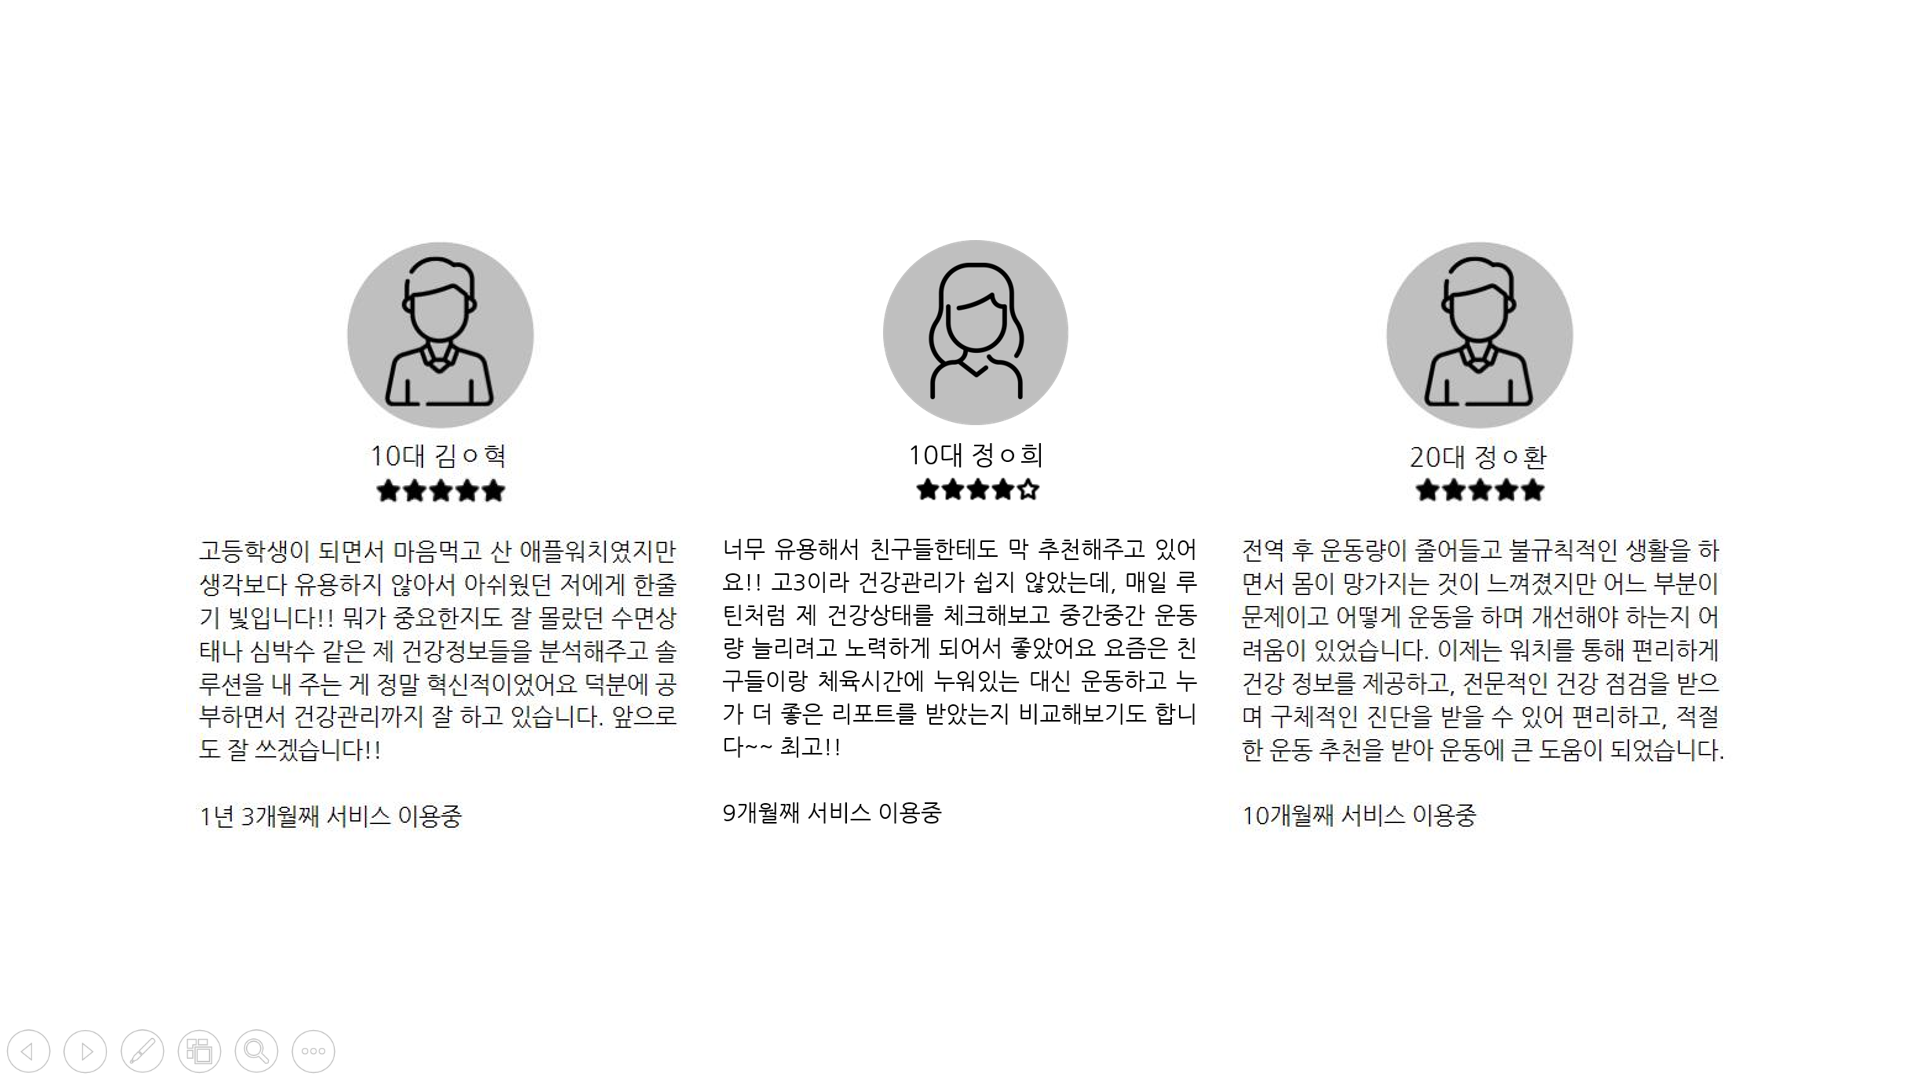 10대 김ㅇ혁
고등학생이 되면서 마음먹고 산 애플워치였지만
생각보다 유용하지 않아서 아쉬웠던 저에게 한줄
기 빛입니다!! 뭐가 중요한지도 잘 몰랐던 수면상
태나 심박수 같은 제 건강정보들을 분석해주고 솔
루션을 내 주는 게 정말 혁신적이었어요 덕분에 공
부하면서 건강관리까지 잘 하고 있습니다. 앞으로
도 잘 쓰겠습니다!!
1년 3개월째 서비스 이용중
10대 정ㅇ희
너무 유용해서 친구들한테도 막 추천해주고 있어
요!! 고3이라 건강관리가 쉽지 않았는데, 매일 루
틴처럼 제 건강상태를 체크해보고 중간중간 운동
량 늘리려고 노력하게 되어서 좋았어요 요즘은 친
구들이랑 체육시간에 누워있는 대신 운동하고 누
가 더 좋은 리포트를 받았는지 비교해보기도 합니
다~~ 최고!!
9개월째 서비스 이용중
20대 정ㅇ환
전역 후 운동량이 줄어들고 불규칙적인 생활을 하
면서 몸이 망가지는 것이 느껴졌지만 어느 부분이
문제이고 어떻게 운동을 하며 개선해야 하는지 어
려움이 있었습니다. 이제는 워치를 통해 편리하게
건강 정보를 제공하고, 전문적인 건강 점검을 받으
며 구체적인 진단을 받을 수 있어 편리하고, 적절
한 운동 추천을 받아 운동에 큰 도움이 되었습니다.
10개월째 서비스 이용중